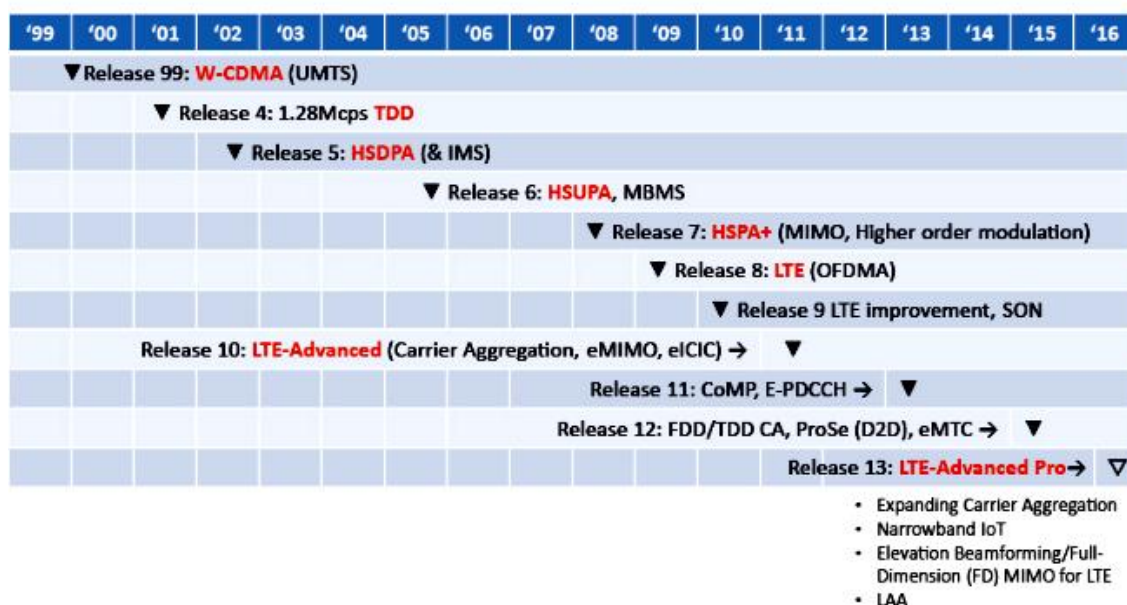 ‘99 ‘00 ‘01 ‘02 ‘03 ‘04 ‘05 ‘06 ‘07 ‘08 ‘09 ‘10 ‘11 ‘12 ‘13 ‘14 ‘15 ‘16
▼Release 99: W-CDMA (UMTS)
▼ Release 4: 1.28Mcps TDD
▼ Release 5: HSDPA (& IMS)
▼ Release 6: HSUPA, MBMS
▼ Release 7: HSPA+ (MIMO, Higher order modulation)
▼ Release 8: LTE (OFDMA)
▼ Release 9 LTE improvement, SON
Release 10: LTE-Advanced (Carrier Aggregation, eMIMO, eICIC) → ▼
Release 11: CoMP, E-PDCCH → ▼
Release 12: FDD/TDD CA, ProSe (D2D), eMTC → ▼
Release 13: LTE-Advanced Pro→ ▽
• Expanding Carrier Aggregation
• Narrowband IoT
• Elevation Beamforming/Full-
Dimension (FD) MIMO for LTE
• LAA